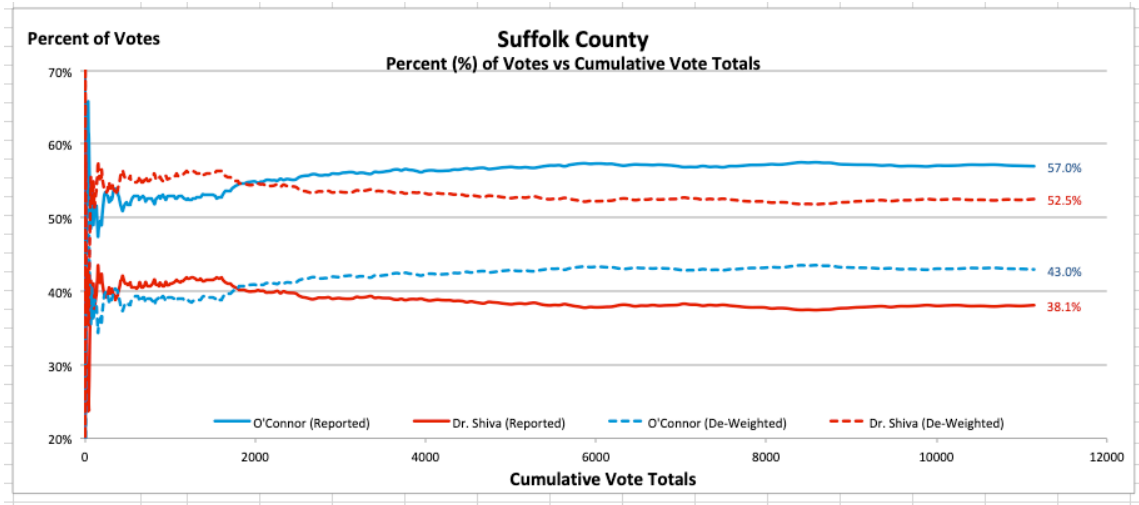 Percent of Votes
Suffolk County
Percent (%) of Votes vs Cumulative Vote Totals
70%
60%
57.0%
52.5%
50%
43.0%
40%
38.1%
30%
O'Connor (Reported) Dr. Shiva (Reported) O'Connor (De-Weighted) Dr. Shiva (De-Weighted)
20%
0 2000 4000 6000 8000 10000 12000
Cumulative Vote Totals